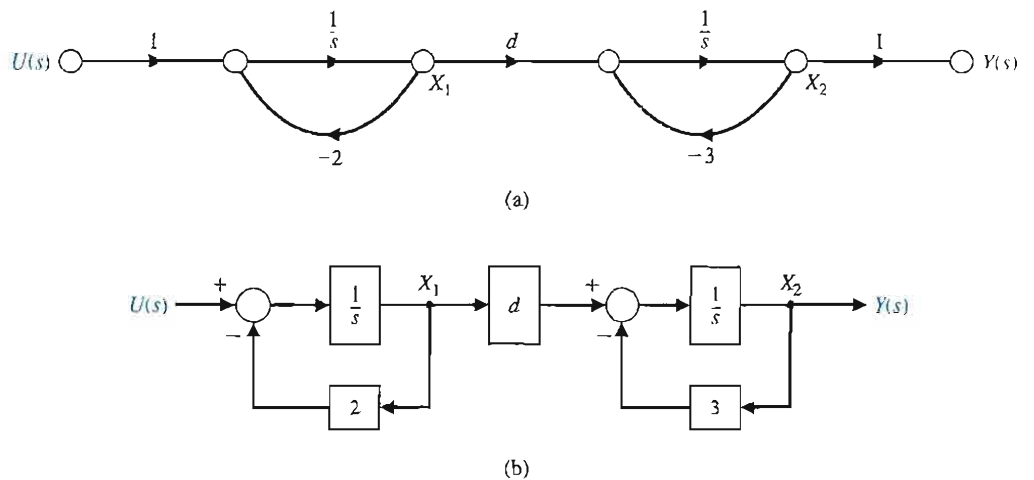 U(s) 1 1/s X₁ d 1/s X₂ 1 Y(s)
-2 -3
(a)
U(s) + - 1/s X₁ d + - 1/s X₂ Y(s)
2 3
(b)